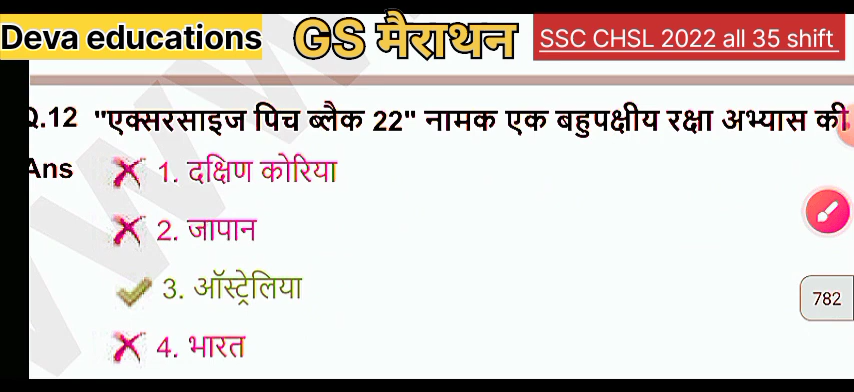 Deva educations GS मैराथन SSC CHSL 2022 all 35 shift
Q.12 "एक्सरसाइज पिच ब्लैक 22" नामक एक बहुपक्षीय रक्षा अभ्यास की
Ans 1. दक्षिण कोरिया
2. जापान
3. ऑस्ट्रेलिया
782
4. भारत